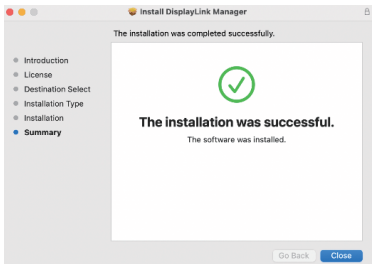 Install DisplayLink Manager
The installation was completed successfully.
Introduction
License
Destination Select
Installation Type
Installation
Summary
The installation was successful.
The software was installed.
Go Back
Close